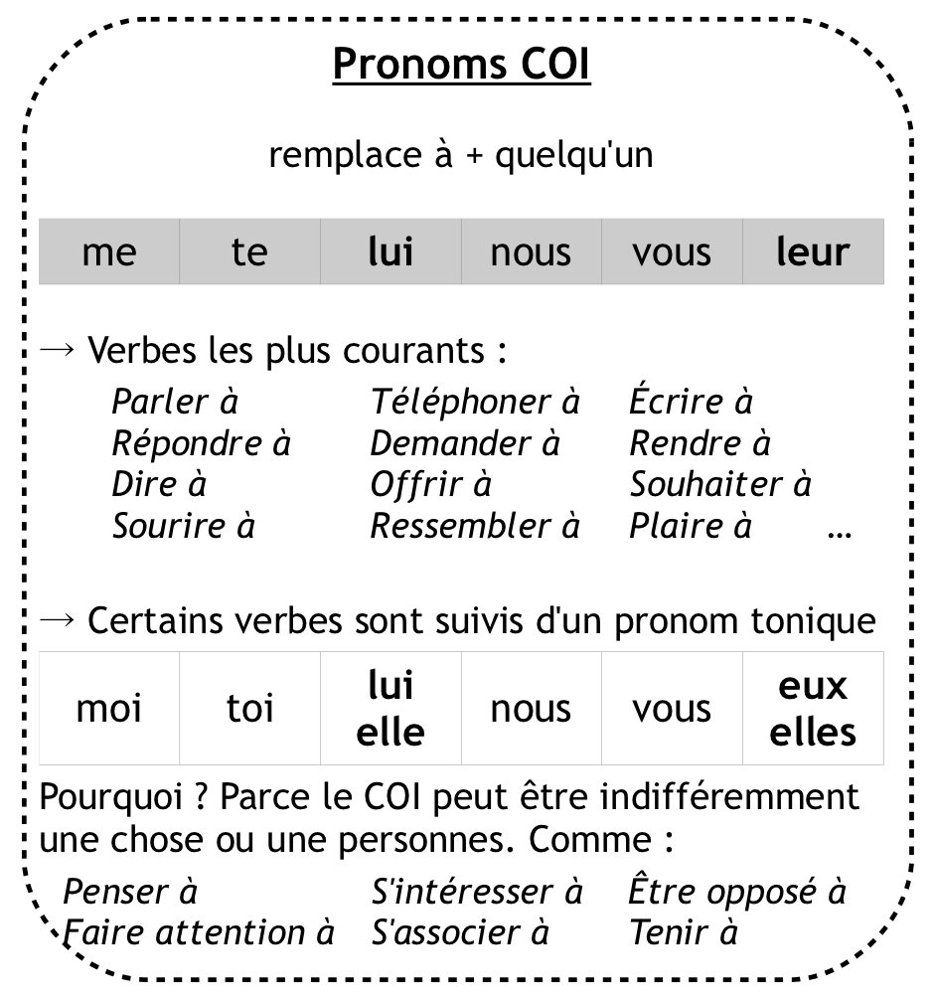 Pronoms COI
remplace à + quelqu'un
me te lui nous vous leur
→ Verbes les plus courants :
Parler à Téléphoner à Écrire à
Répondre à Demander à Rendre à
Dire à Offrir à Souhaiter à
Sourire à Ressembler à Plaire à ...
→ Certains verbes sont suivis d'un pronom tonique
moi toi lui elle nous vous eux elles
Pourquoi ? Parce le COI peut être indifféremment
une chose ou une personnes. Comme :
Penser à S'intéresser à Être opposé à
Faire attention à S'associer à Tenir à